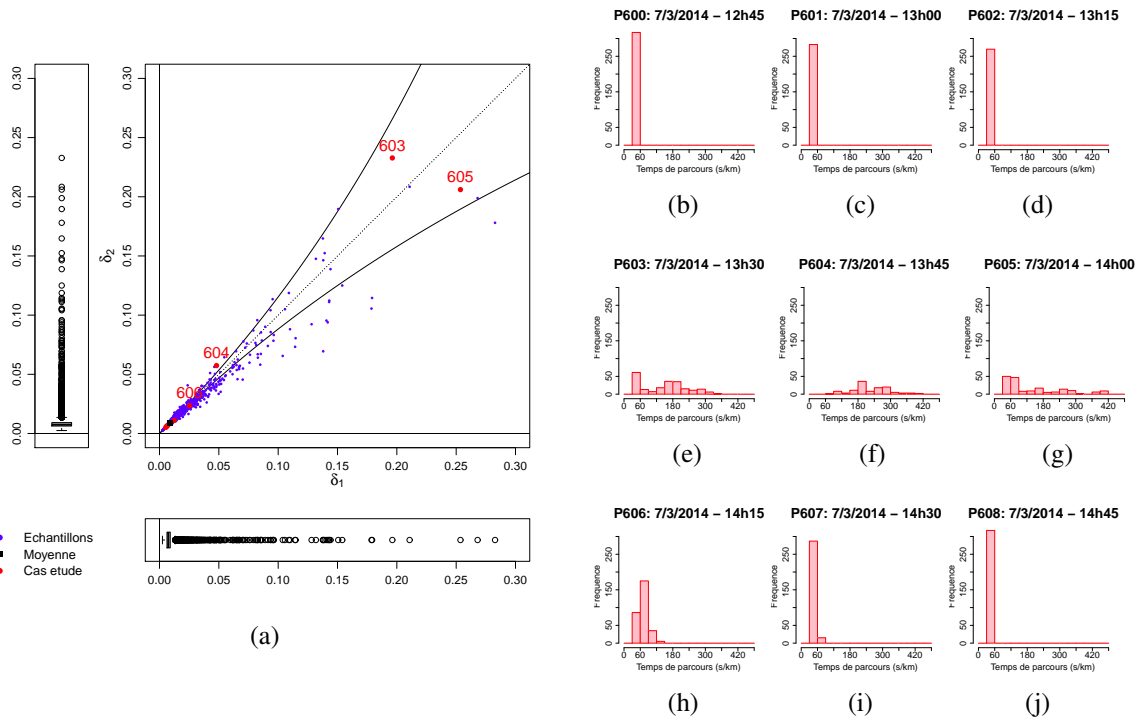 0.00 0.05 0.10 0.15 0.20 0.25 0.30
0.00 0.05 0.10 0.15 0.20 0.25 0.30
δ2
603
605
604
606
0.00 0.05 0.10 0.15 0.20 0.25 0.30
δ1
0.00 0.05 0.10 0.15 0.20 0.25 0.30
Echantillons
Moyenne
Cas etude
(a)
P600: 7/3/2014 − 12h45
Frequence
50 150 250
0 60 180 300 420
Temps de parcours (s/km)
(b)
P601: 7/3/2014 − 13h00
Frequence
50 150 250
0 60 180 300 420
Temps de parcours (s/km)
(c)
P602: 7/3/2014 − 13h15
Frequence
50 150 250
0 60 180 300 420
Temps de parcours (s/km)
(d)
P603: 7/3/2014 − 13h30
Frequence
0 50 150 250
0 60 180 300 420
Temps de parcours (s/km)
(e)
P604: 7/3/2014 − 13h45
Frequence
0 50 150 250
0 60 180 300 420
Temps de parcours (s/km)
(f)
P605: 7/3/2014 − 14h00
Frequence
0 50 150 250
0 60 180 300 420
Temps de parcours (s/km)
(g)
P606: 7/3/2014 − 14h15
Frequence
0 50 150 250
0 60 180 300 420
Temps de parcours (s/km)
(h)
P607: 7/3/2014 − 14h30
Frequence
0 50 150 250
0 60 180 300 420
Temps de parcours (s/km)
(i)
P608: 7/3/2014 − 14h45
Frequence
0 50 150 250
0 60 180 300 420
Temps de parcours (s/km)
(j)